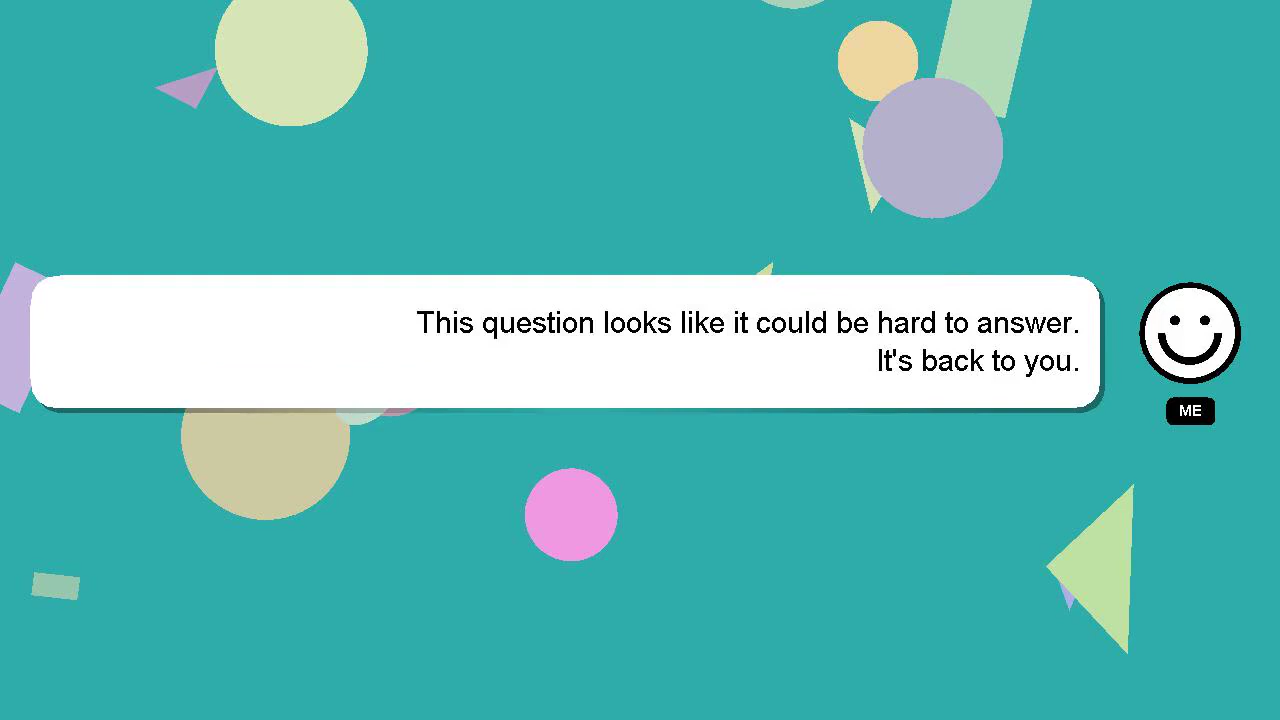 This question looks like it could be hard to answer.
It's back to you.
ME